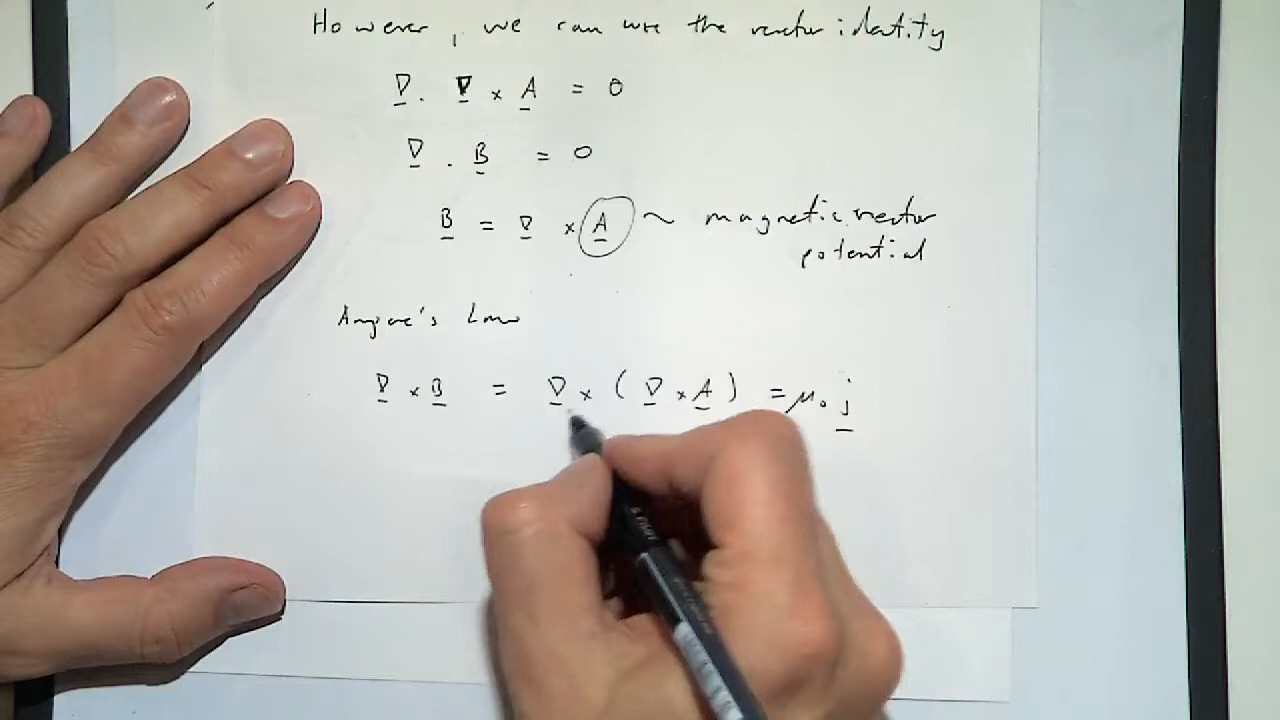 However, we can use the vector identity
∇ . ∇ × A = 0
∇ . B = 0
B = ∇ × A ~ magnetic vector
potential
Ampere's Law
∇ × B = ∇ × ( ∇ × A ) = μ₀ j